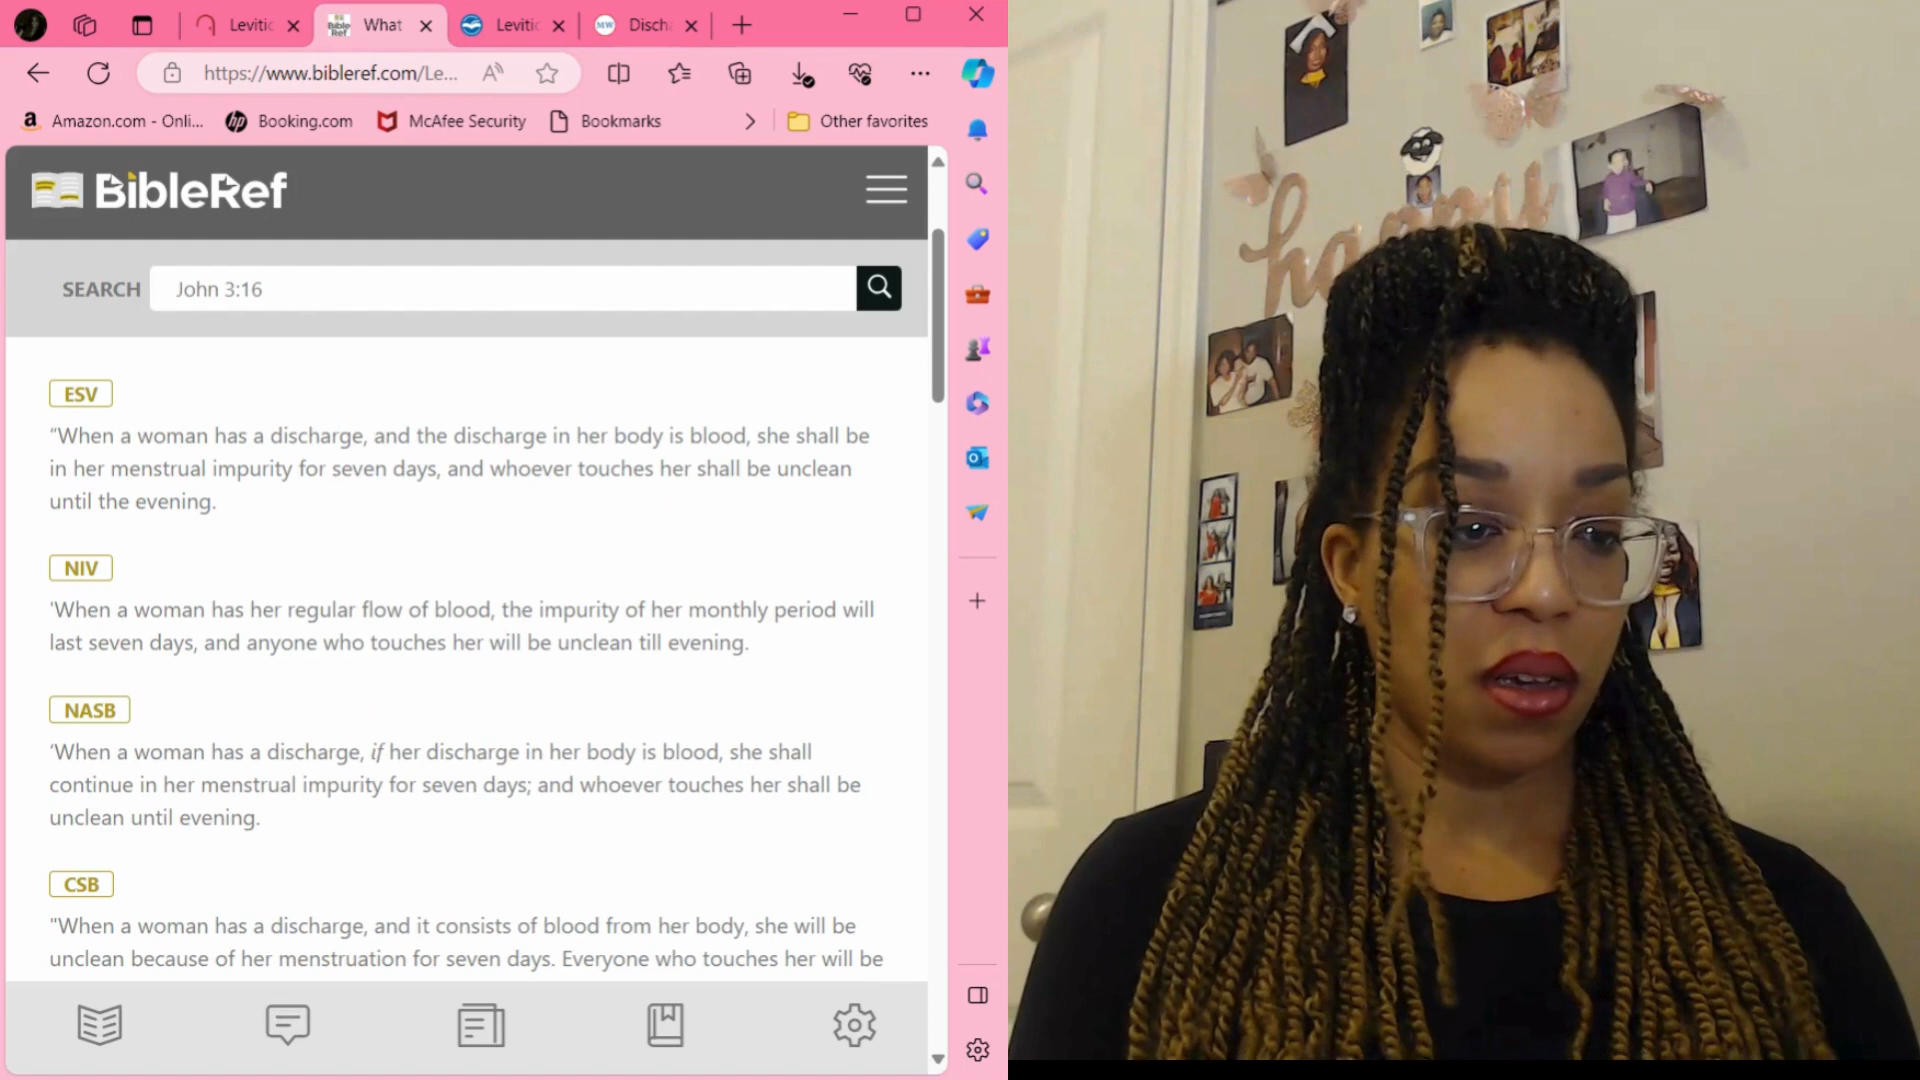 Levitic
What
Levitic
MW
Disch
https://www.bibleref.com/Le...
a Amazon.com - Onli...
hp Booking.com
McAfee Security
Bookmarks
Other favorites
BibleRef
SEARCH
John 3:16
ESV
“When a woman has a discharge, and the discharge in her body is blood, she shall be
in her menstrual impurity for seven days, and whoever touches her shall be unclean
until the evening.
NIV
'When a woman has her regular flow of blood, the impurity of her monthly period will
last seven days, and anyone who touches her will be unclean till evening.
NASB
‘When a woman has a discharge, if her discharge in her body is blood, she shall
continue in her menstrual impurity for seven days; and whoever touches her shall be
unclean until evening.
CSB
"When a woman has a discharge, and it consists of blood from her body, she will be
unclean because of her menstruation for seven days. Everyone who touches her will be